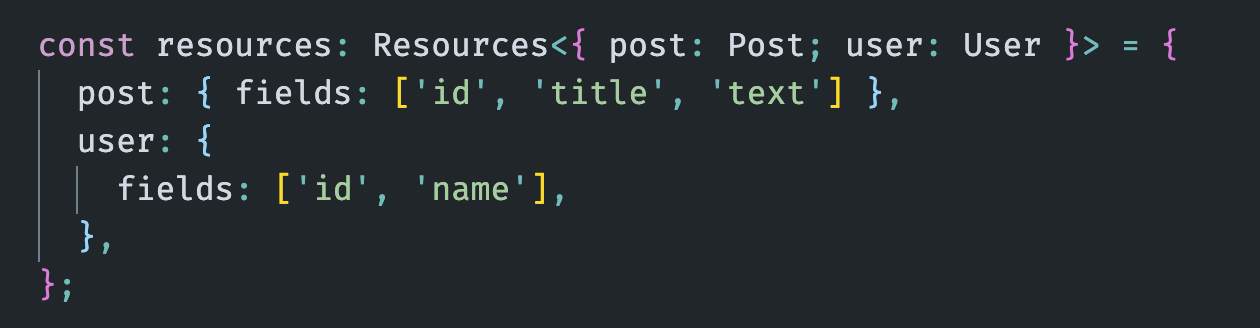 const resources: Resources<{ post: Post; user: User }> = {
  post: { fields: ['id', 'title', 'text'] },
  user: {
    fields: ['id', 'name'],
  },
};